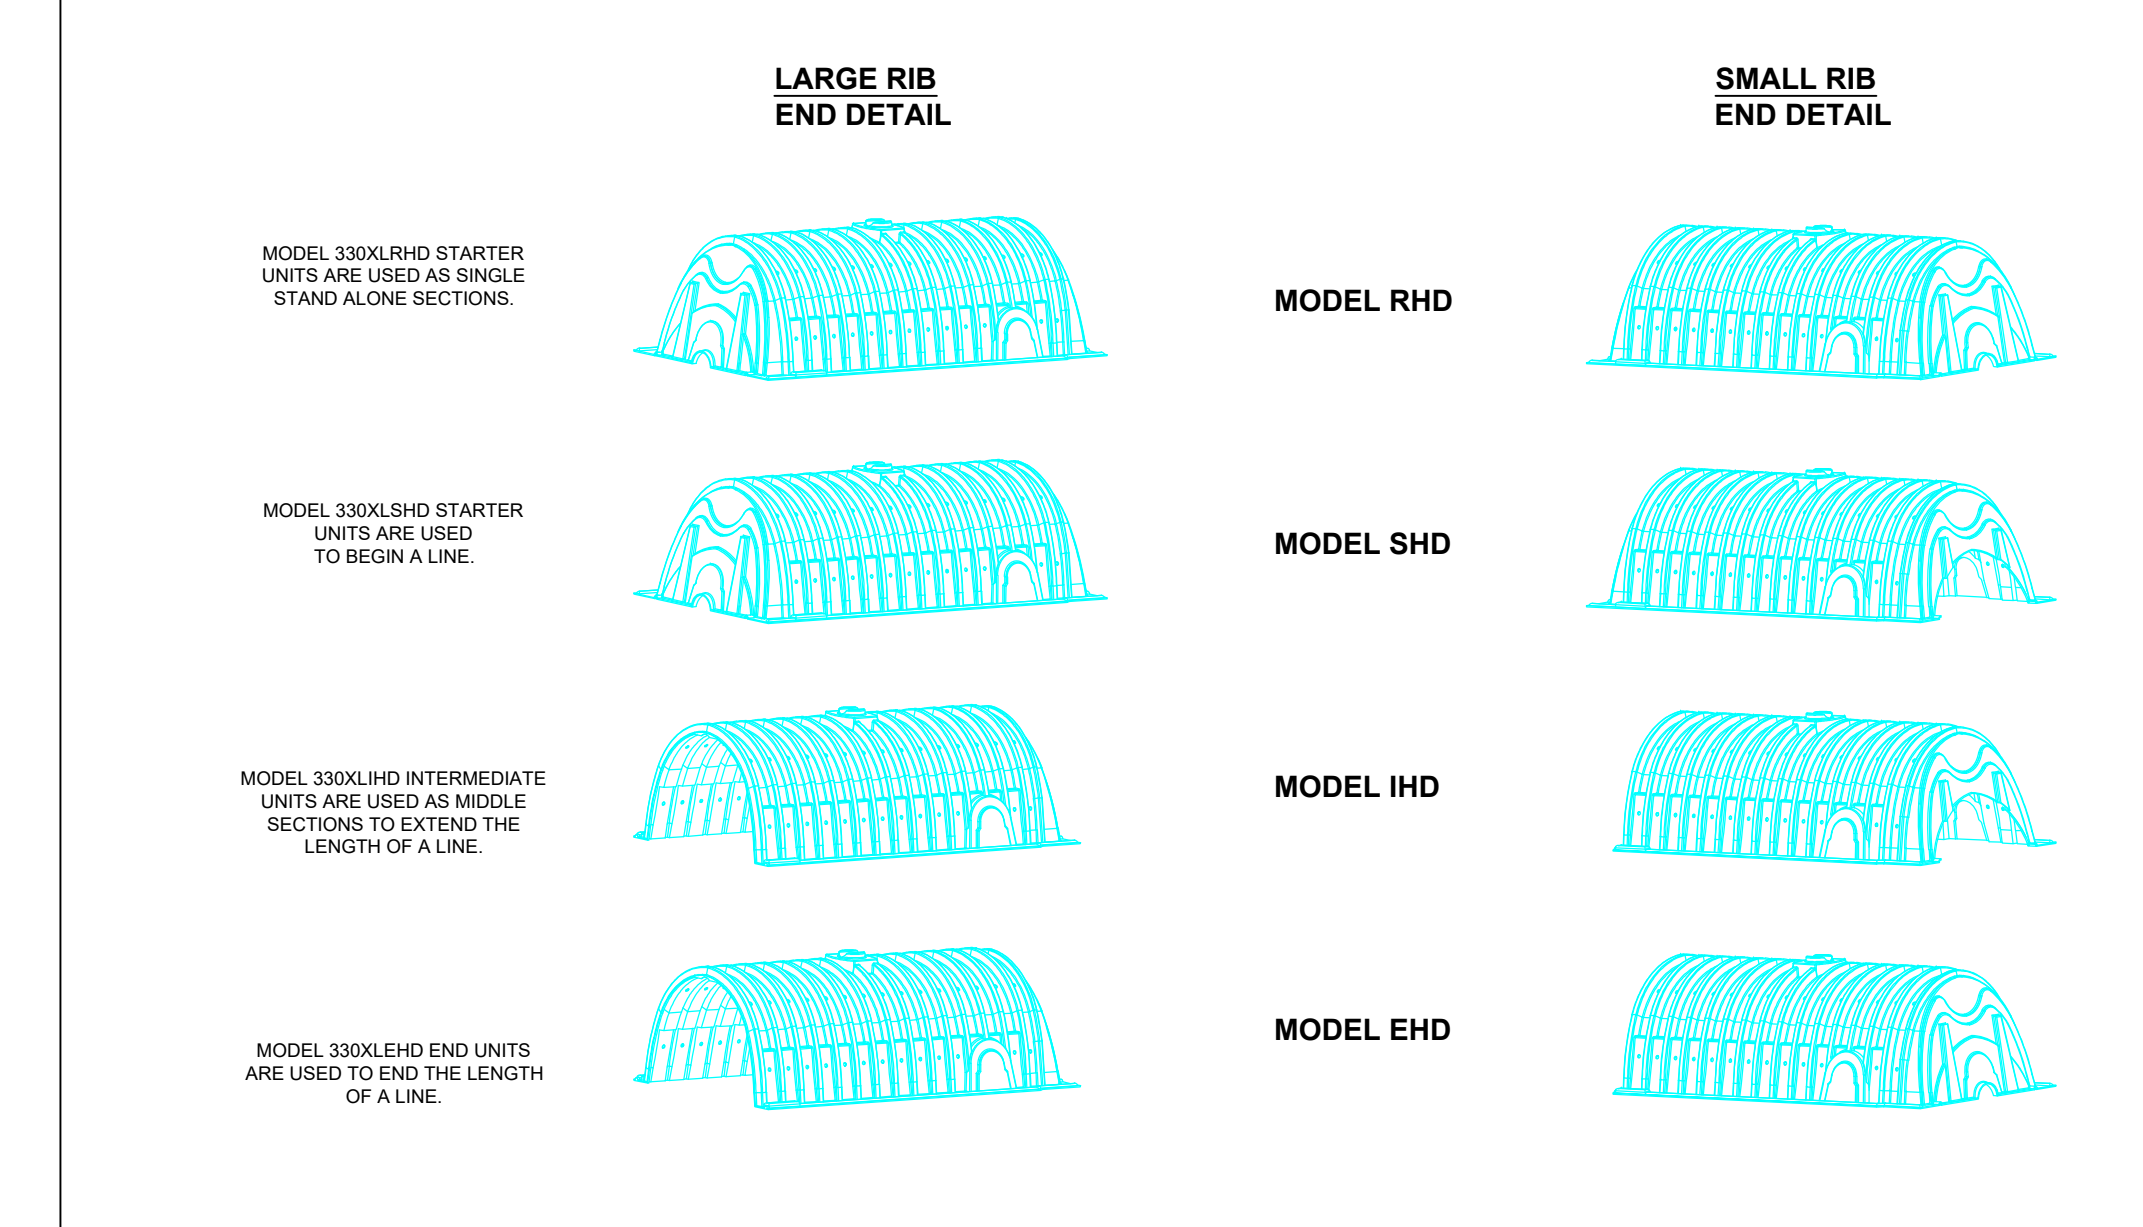 LARGE RIB
END DETAIL
SMALL RIB
END DETAIL
MODEL 330XLRHD STARTER
UNITS ARE USED AS SINGLE
STAND ALONE SECTIONS.
MODEL RHD
MODEL 330XLSHD STARTER
UNITS ARE USED
TO BEGIN A LINE.
MODEL SHD
MODEL 330XLIHD INTERMEDIATE
UNITS ARE USED AS MIDDLE
SECTIONS TO EXTEND THE
LENGTH OF A LINE.
MODEL IHD
MODEL 330XLEHD END UNITS
ARE USED TO END THE LENGTH
OF A LINE.
MODEL EHD